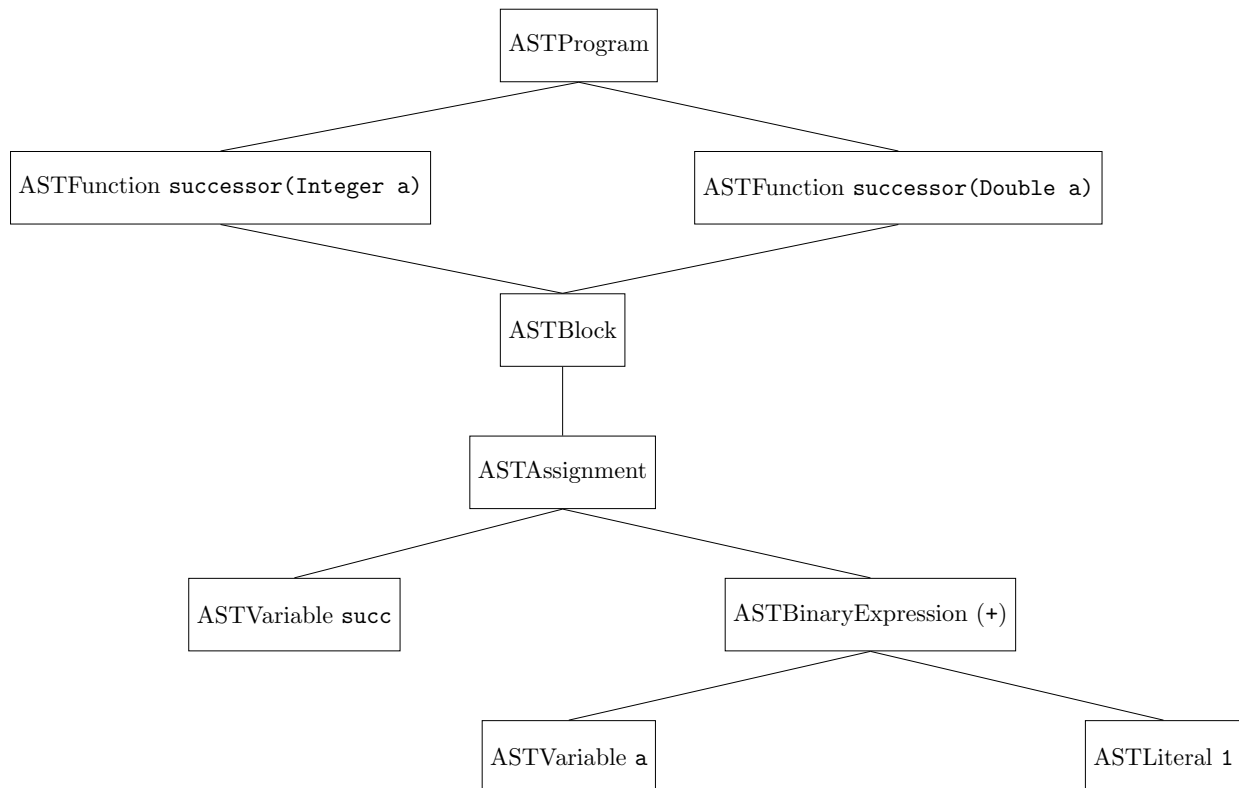 ASTProgram
ASTFunction successor(Integer a)
ASTFunction successor(Double a)
ASTBlock
ASTAssignment
ASTVariable succ
ASTBinaryExpression (+)
ASTVariable a
ASTLiteral 1